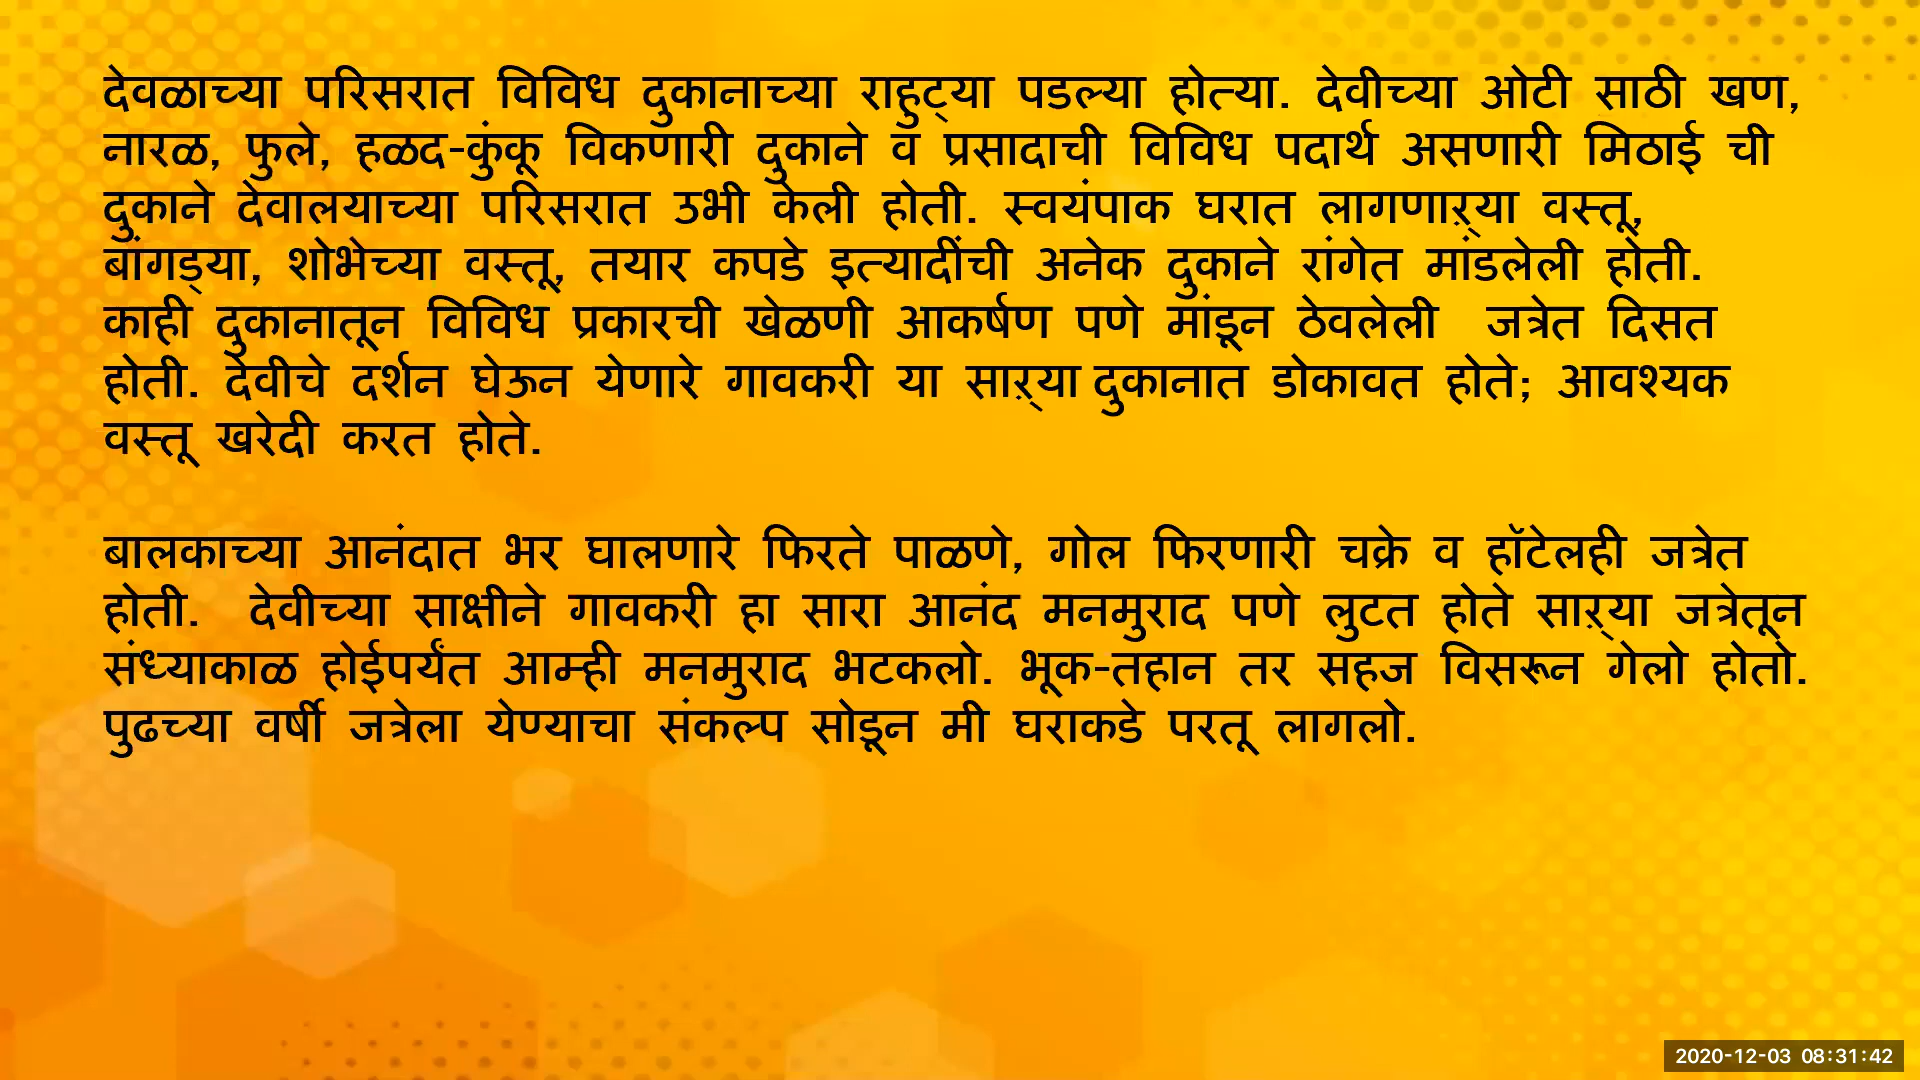 देवळाच्या परिसरात विविध दुकानाच्या राहुट्या पडल्या होत्या. देवीच्या ओटी साठी खण,
नारळ, फुले, हळद-कुंकू विकणारी दुकाने व प्रसादाची विविध पदार्थ असणारी मिठाई ची
दुकाने देवालयाच्या परिसरात उभी केली होती. स्वयंपाक घरात लागणाऱ्या वस्तू,
बांगड्या, शोभेच्या वस्तू, तयार कपडे इत्यादींची अनेक दुकाने रांगेत मांडलेली होती.
काही दुकानातून विविध प्रकारची खेळणी आकर्षण पणे मांडून ठेवलेली जत्रेत दिसत
होती. देवीचे दर्शन घेऊन येणारे गावकरी या साऱ्या दुकानात डोकावत होते; आवश्यक
वस्तू खरेदी करत होते.
बालकाच्या आनंदात भर घालणारे फिरते पाळणे, गोल फिरणारी चक्रे व हॉटेलही जत्रेत
होती. देवीच्या साक्षीने गावकरी हा सारा आनंद मनमुराद पणे लुटत होते साऱ्या जत्रेतून
संध्याकाळ होईपर्यंत आम्ही मनमुराद भटकलो. भूक-तहान तर सहज विसरून गेलो होतो.
पुढच्या वर्षी जत्रेला येण्याचा संकल्प सोडून मी घराकडे परतू लागलो.
2020-12-03 08:31:42